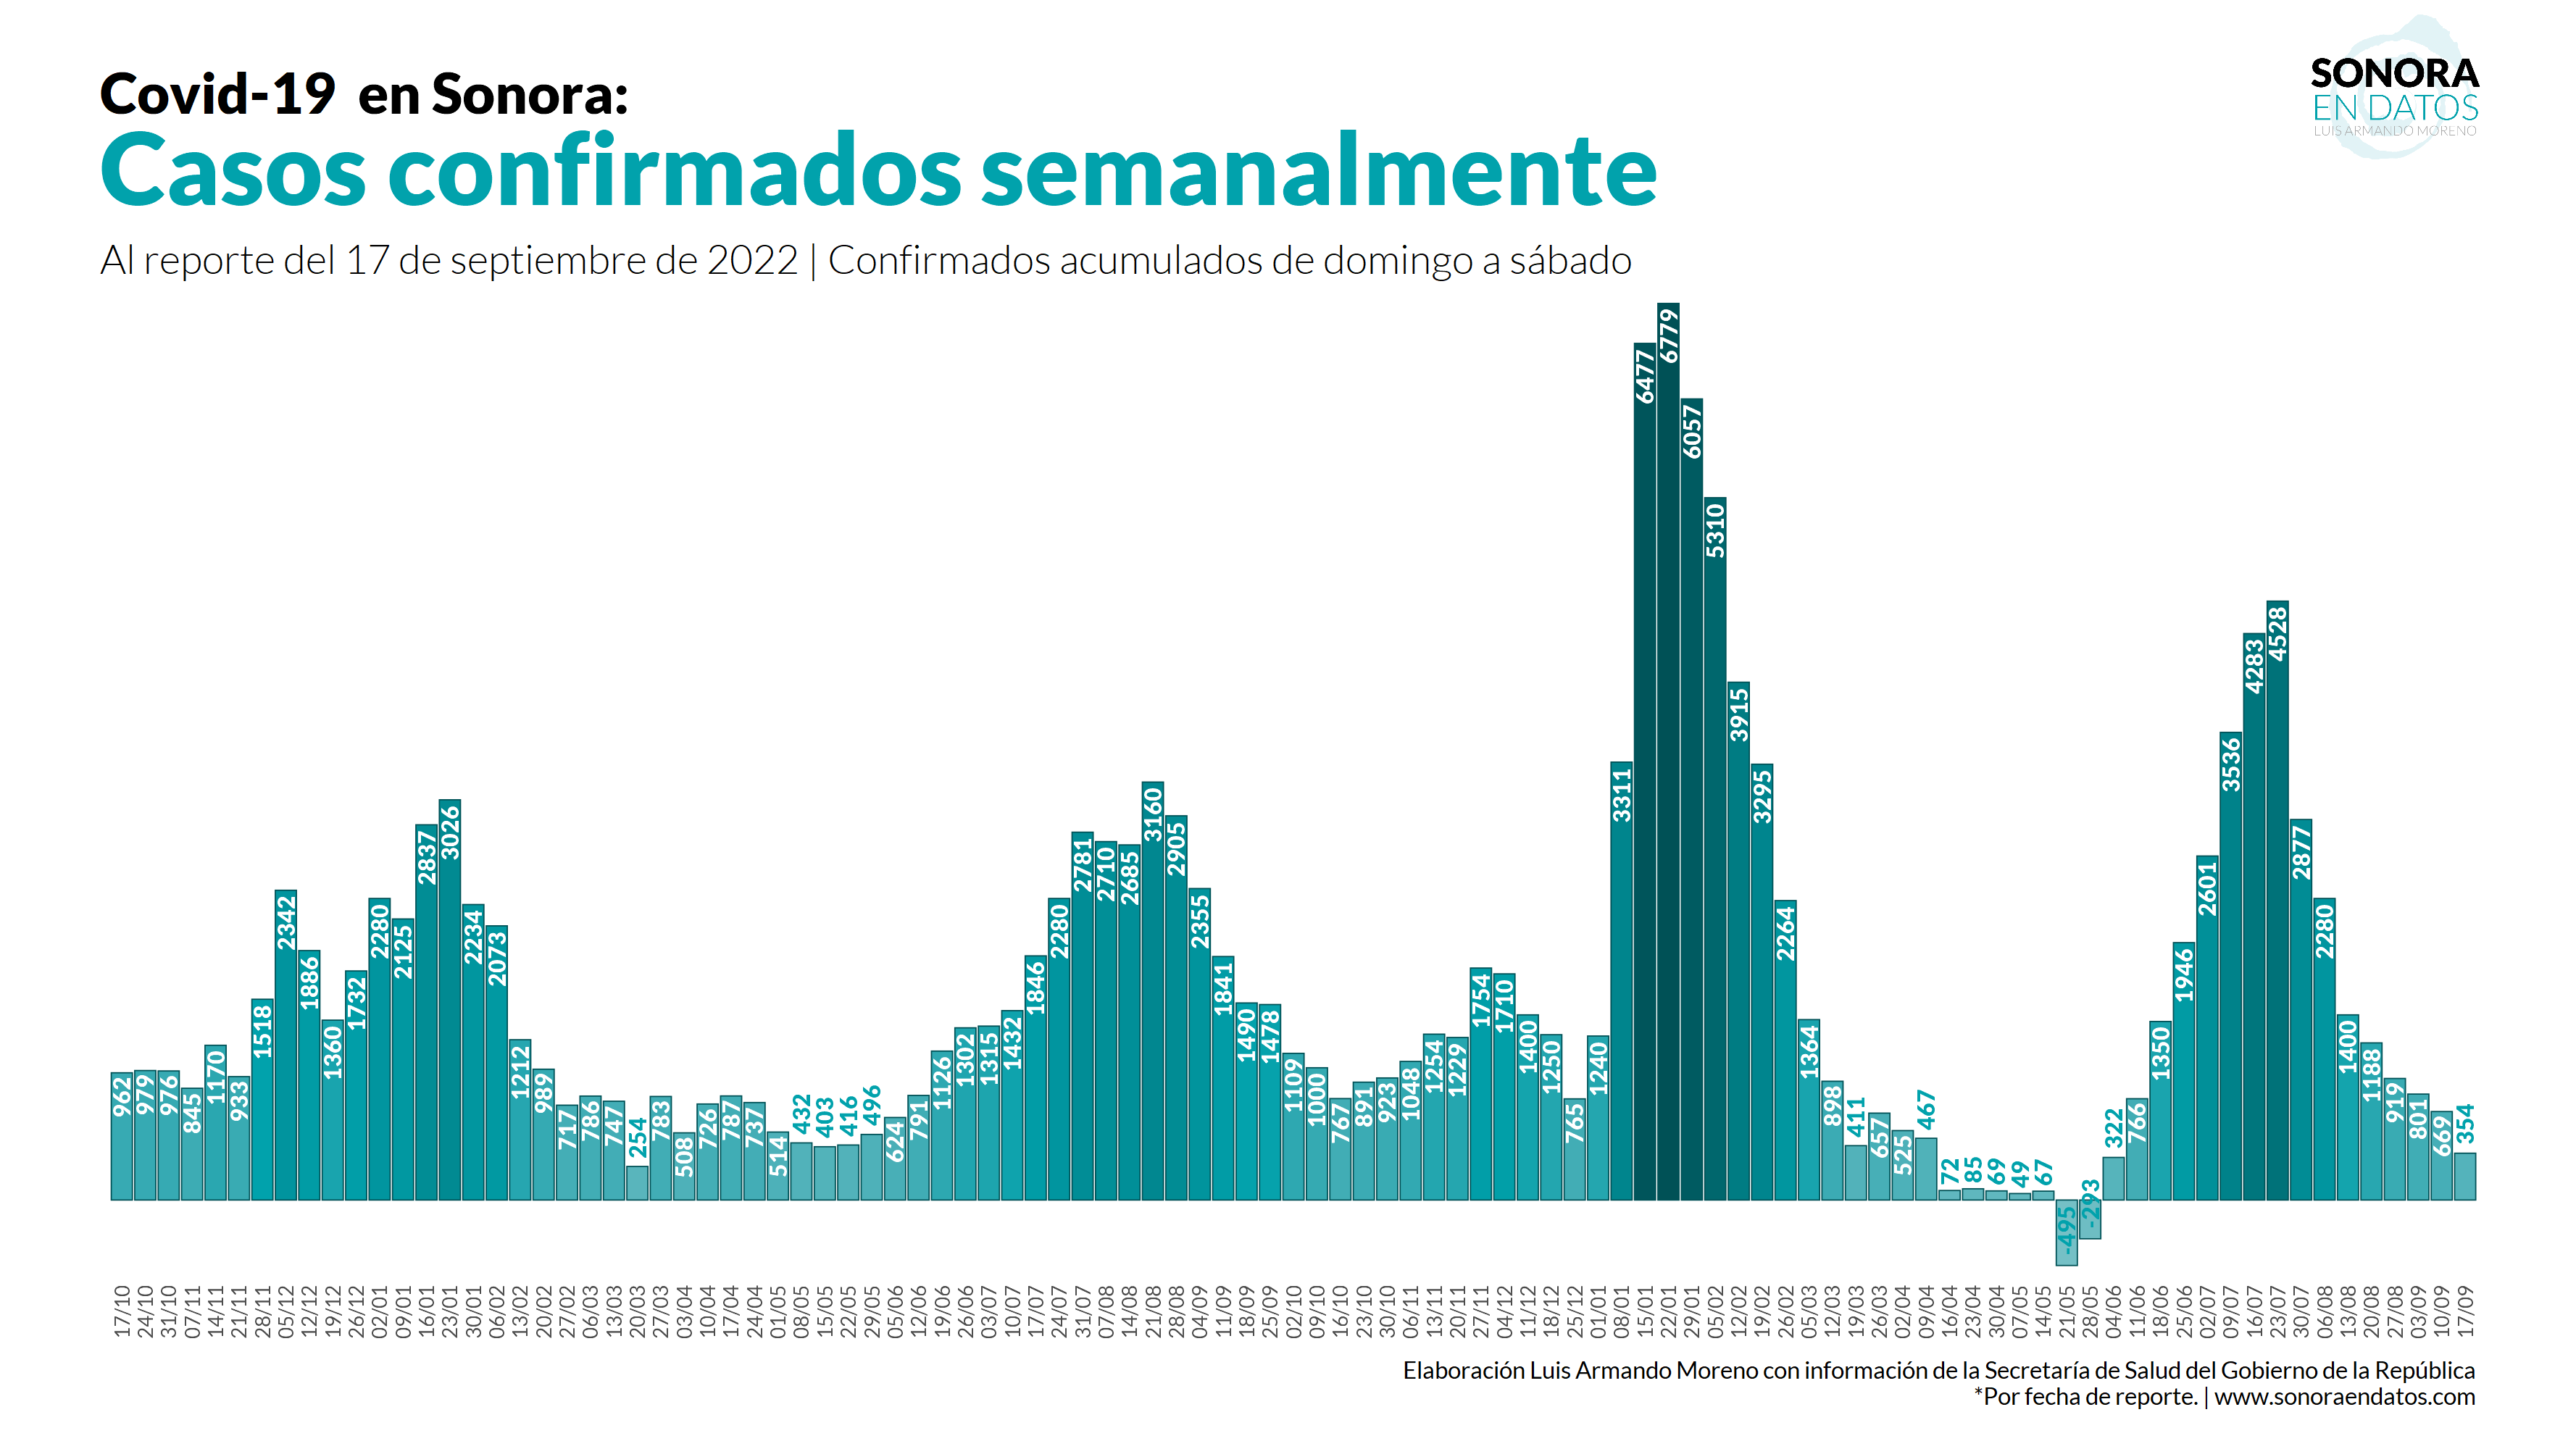 Covid-19 en Sonora:
Casos confirmados semanalmente
Al reporte del 17 de septiembre de 2022 | Confirmados acumulados de domingo a sábado
SONORA
EN DATOS
LUIS ARMANDO MORENO
962 979 976 845 1170 933 1518 2342 1886 1360 1732 2280 2125 2837 3026 2234 2073 1212 989 717 786 747 254 783 508 726 787 737 514 432 403 416 496 624 791 1126 1302 1315 1432 1846 2280 2781 2710 2685 3160 2905 2355 1841 1490 1478 1109 1000 767 891 923 1048 1254 1229 1754 1710 1400 1250 765 1240 3311 6477 6779 6057 5310 3915 3295 2264 1364 898 411 657 525 467 72 85 69 49 67 -495 -293 322 766 1350 1946 2601 3536 4283 4528 2877 2280 1400 1188 919 801 669 354
17/10 24/10 31/10 07/11 14/11 21/11 28/11 05/12 12/12 19/12 26/12 02/01 09/01 16/01 23/01 30/01 06/02 13/02 20/02 27/02 06/03 13/03 20/03 27/03 03/04 10/04 17/04 24/04 01/05 08/05 15/05 22/05 29/05 05/06 12/06 19/06 26/06 03/07 10/07 17/07 24/07 31/07 07/08 14/08 21/08 28/08 04/09 11/09 18/09 25/09 02/10 09/10 16/10 23/10 30/10 06/11 13/11 20/11 27/11 04/12 11/12 18/12 25/12 01/01 08/01 15/01 22/01 29/01 05/02 12/02 19/02 26/02 05/03 12/03 19/03 26/03 02/04 09/04 16/04 23/04 30/04 07/05 14/05 21/05 28/05 04/06 11/06 18/06 25/06 02/07 09/07 16/07 23/07 30/07 06/08 13/08 20/08 27/08 03/09 10/09 17/09
Elaboración Luis Armando Moreno con información de la Secretaría de Salud del Gobierno de la República
*Por fecha de reporte. | www.sonoraendatos.com